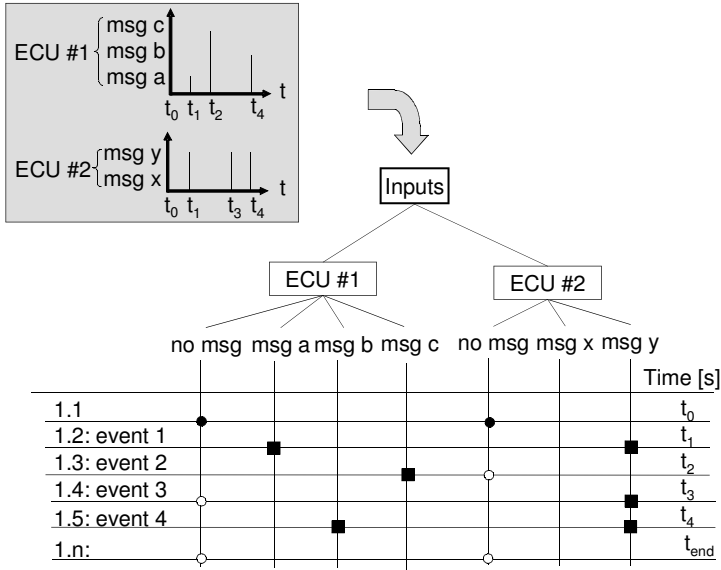 msg c
ECU #1 msg b
msg a
t
t0 t1 t2 t4
msg y
ECU #2 msg x
t
t0 t1 t3 t4
Inputs
ECU #1 ECU #2
no msg msg a msg b msg c no msg msg x msg y
Time [s]
1.1 t0
1.2: event 1 t1
1.3: event 2 t2
1.4: event 3 t3
1.5: event 4 t4
1.n: tend